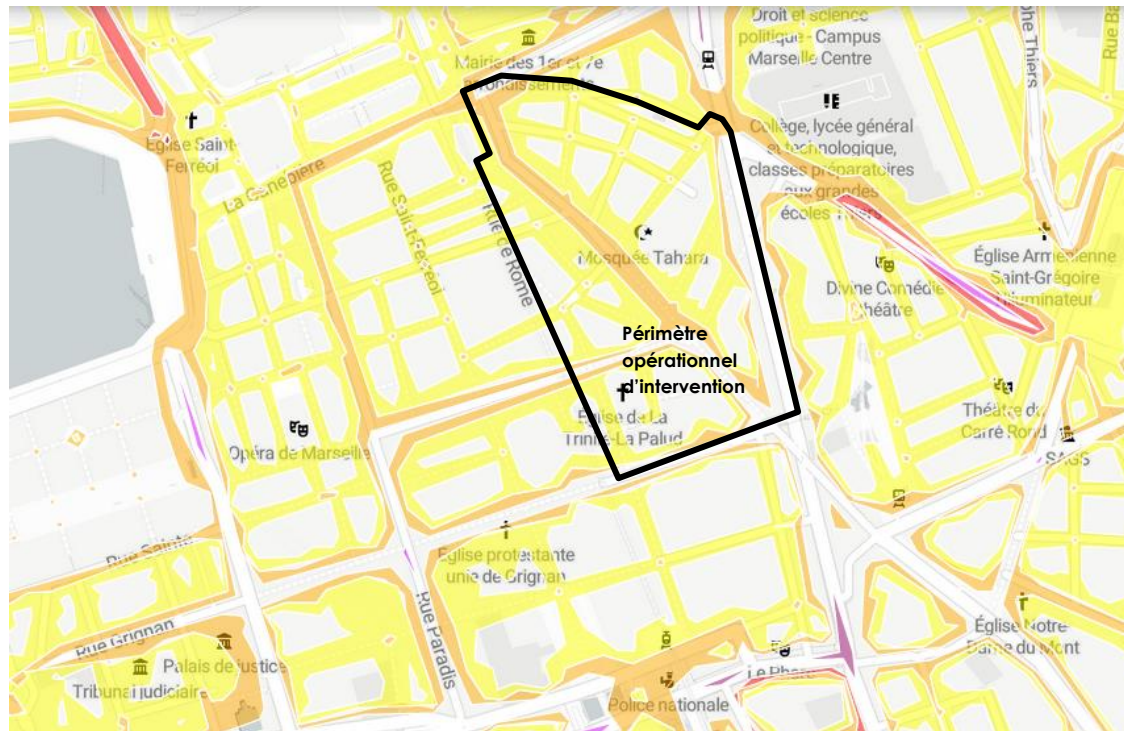 Droit et science
politique - Campus
Marseille Centre
Mairie des 1er et 7e
arrondissements
Rue Ba
Église Saint-
Ferréol
La Canebière
Collège, lycée général
et technologique,
classes préparatoires
aux grandes
écoles Thiers
Rue Saint-Ferréol
Rue de Rome
Mosquée Tahara
Église Arménienne
Saint-Grégoire
Illuminateur
Divine Comédie
Théâtre
Périmètre
opérationnel
d'intervention
Église de La
Trinité-La Palud
Opéra de Marseille
Théâtre du
Carré Rond
SAGS
Rue Sainte
Église protestante
unie de Grignan
Rue Paradis
Rue Grignan
Palais de justice
Tribunal judiciaire
Église Notre-
Dame du Mont
Le Phare
Police nationale